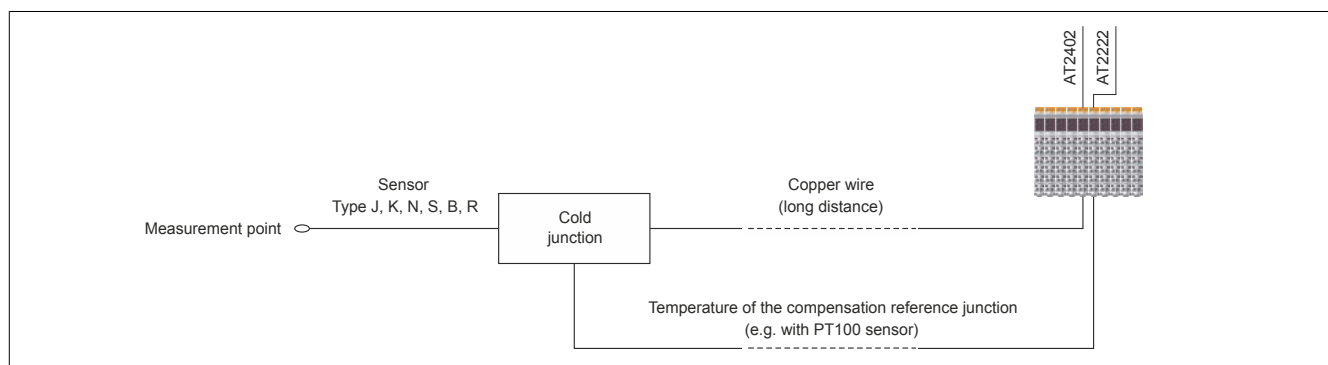 AT2402
AT2222
Sensor
Type J, K, N, S, B, R
Copper wire
(long distance)
Measurement point
Cold
junction
Temperature of the compensation reference junction
(e.g. with PT100 sensor)